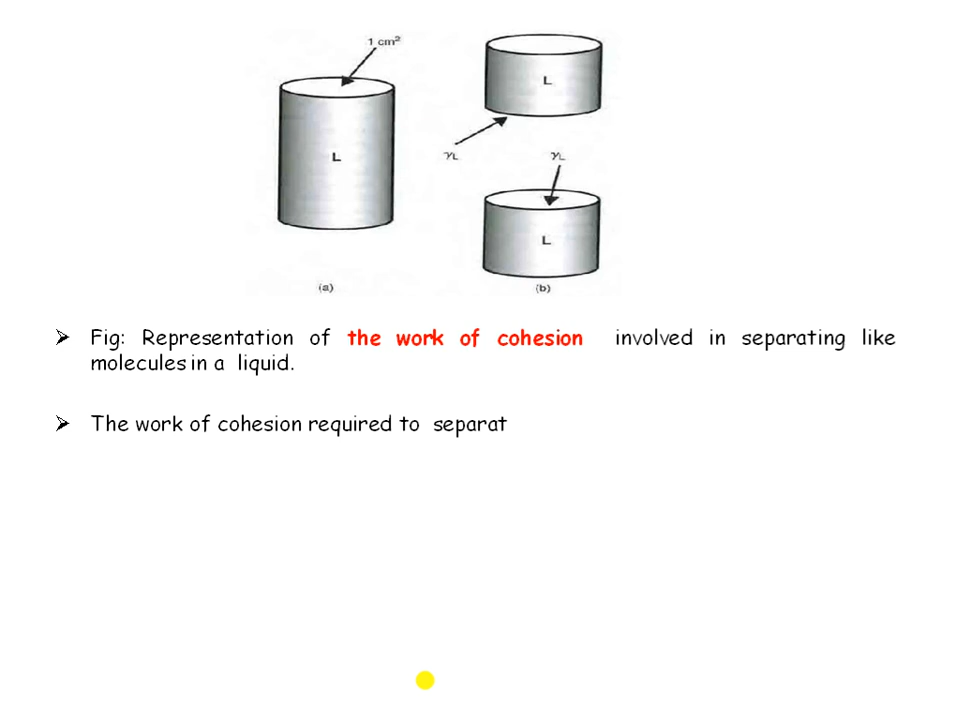 1 cm²
L
L
γL
γL
L
(a)
(b)
Fig: Representation of the work of cohesion involved in separating like
molecules in a liquid.
The work of cohesion required to separat